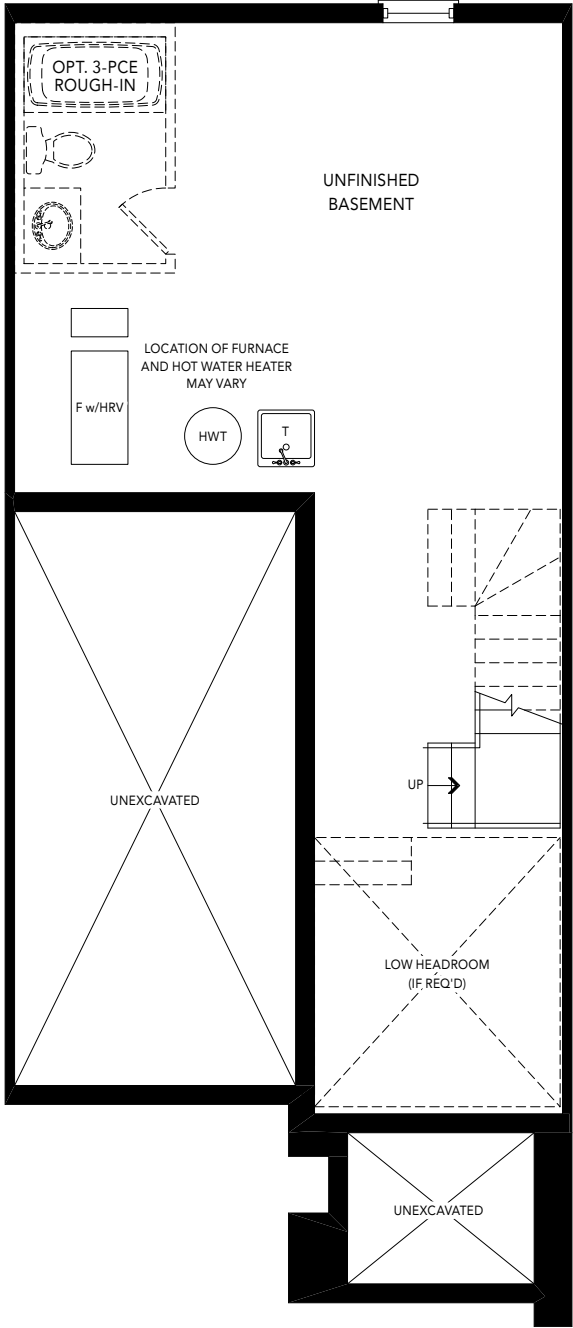 OPT. 3-PCE
ROUGH-IN
UNFINISHED
BASEMENT
LOCATION OF FURNACE
AND HOT WATER HEATER
MAY VARY
F w/HRV
HWT
T
UP
UNEXCAVATED
LOW HEADROOM
(IF REQ'D)
UNEXCAVATED